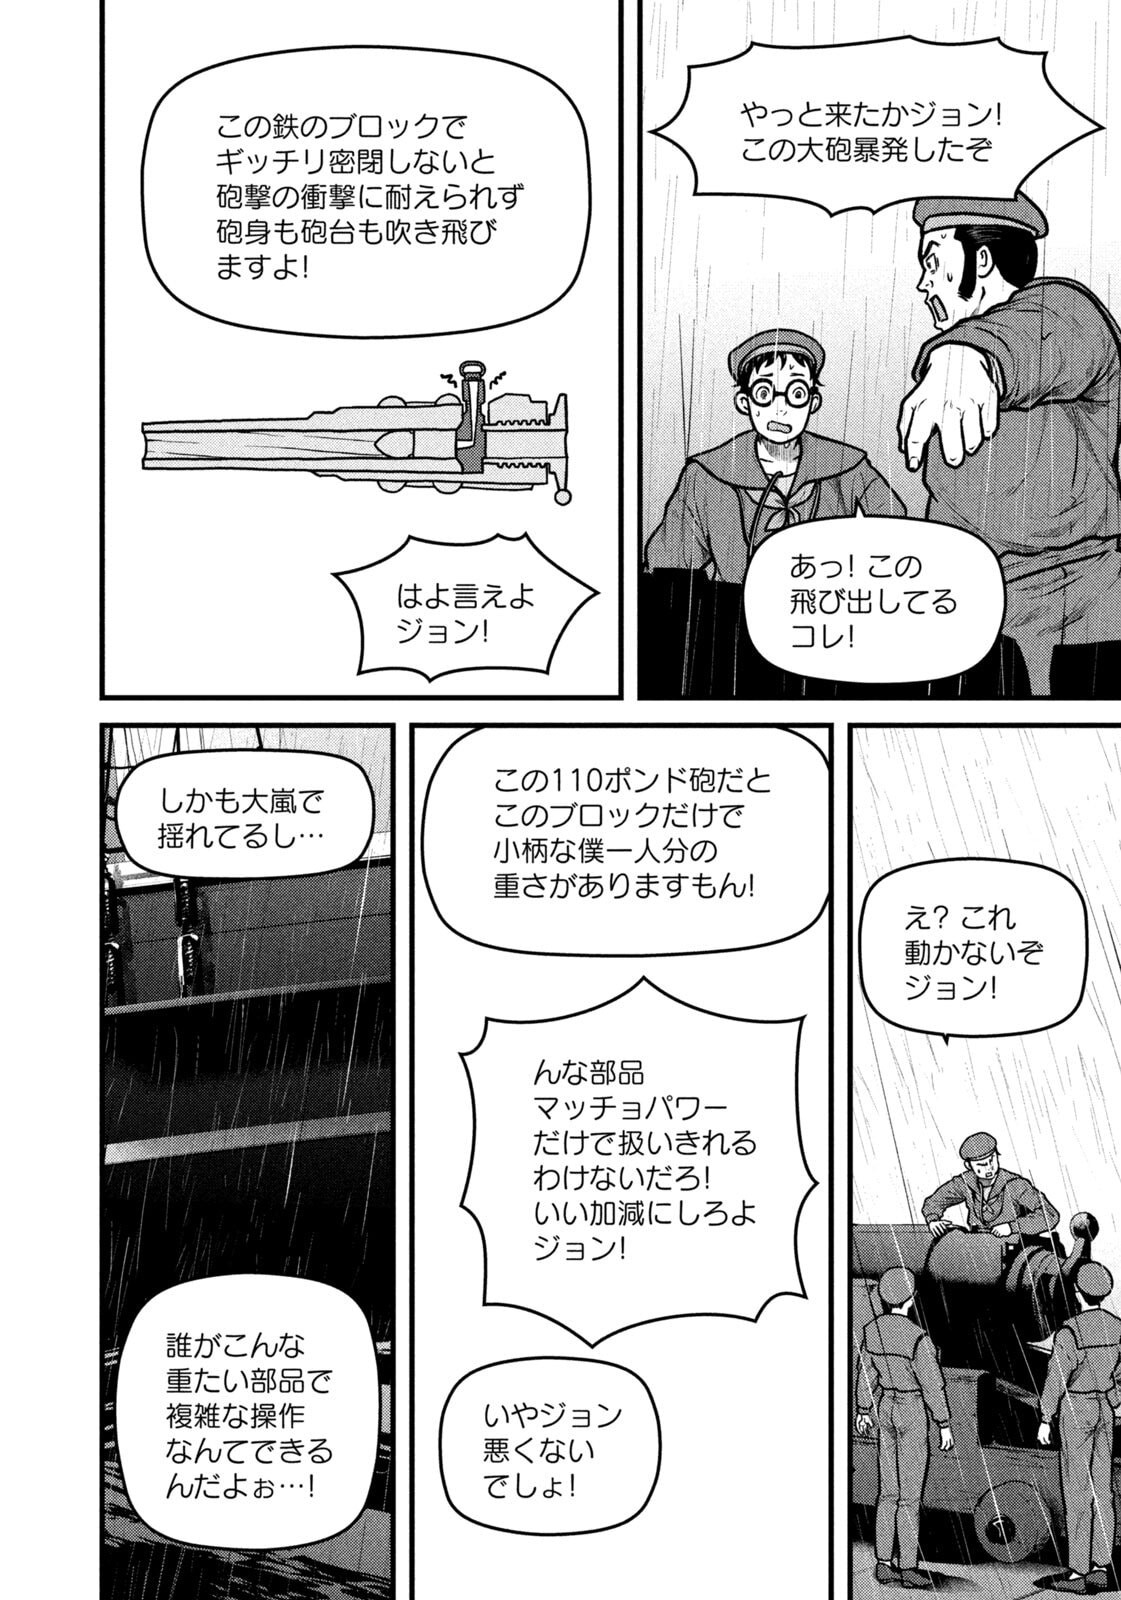 やっと来たかジョン!
この大砲暴発したぞ
あっ! この
飛び出してる
コレ!
この鉄のブロックで
ギッチリ密閉しないと
砲撃の衝撃に耐えられず
砲身も砲台も吹き飛び
ますよ!
はよ言えよ
ジョン!
え? これ
動かないぞ
ジョン!
この110ポンド砲だと
このブロックだけで
小柄な僕一人分の
重さがありますもん!
んな部品
マッチョパワー
だけで扱いきれる
わけないだろ!
いい加減にしろよ
ジョン!
いやジョン
悪くない
でしょ!
しかも大嵐で
揺れてるし…
誰がこんな
重たい部品で
複雑な操作
なんてできる
んだよぉ…!